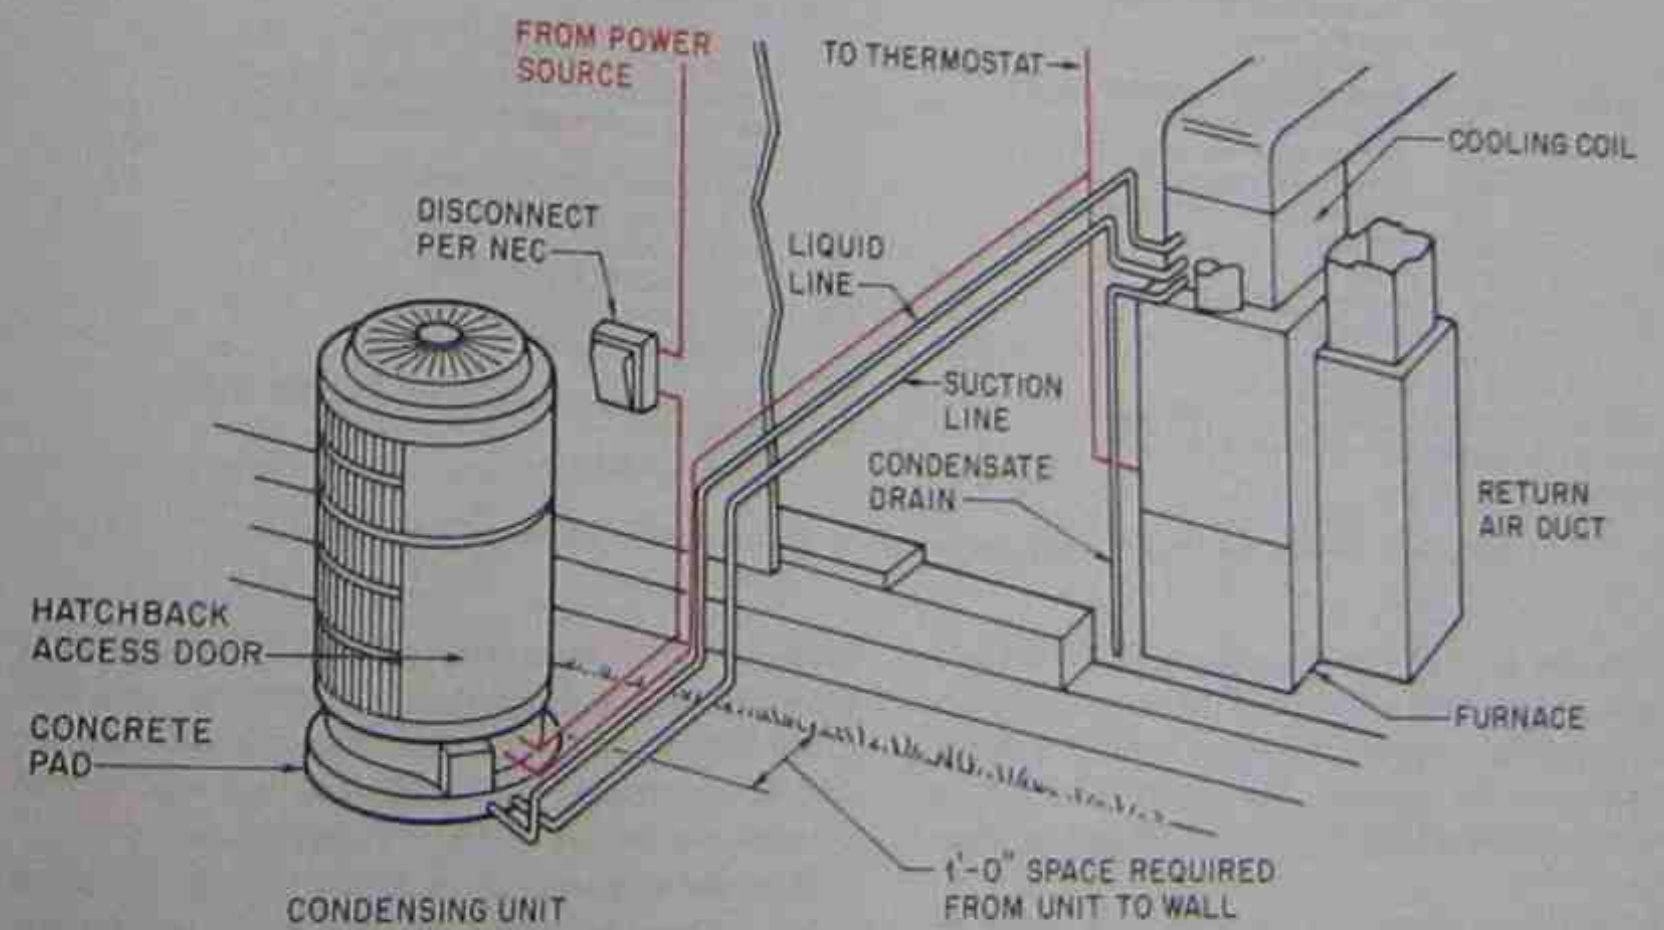 FROM POWER
SOURCE
TO THERMOSTAT
COOLING COIL
DISCONNECT
PER NEC
LIQUID
LINE
SUCTION
LINE
CONDENSATE
DRAIN
RETURN
AIR DUCT
HATCHBACK
ACCESS DOOR
CONCRETE
PAD
FURNACE
1'-0" SPACE REQUIRED
FROM UNIT TO WALL
CONDENSING UNIT